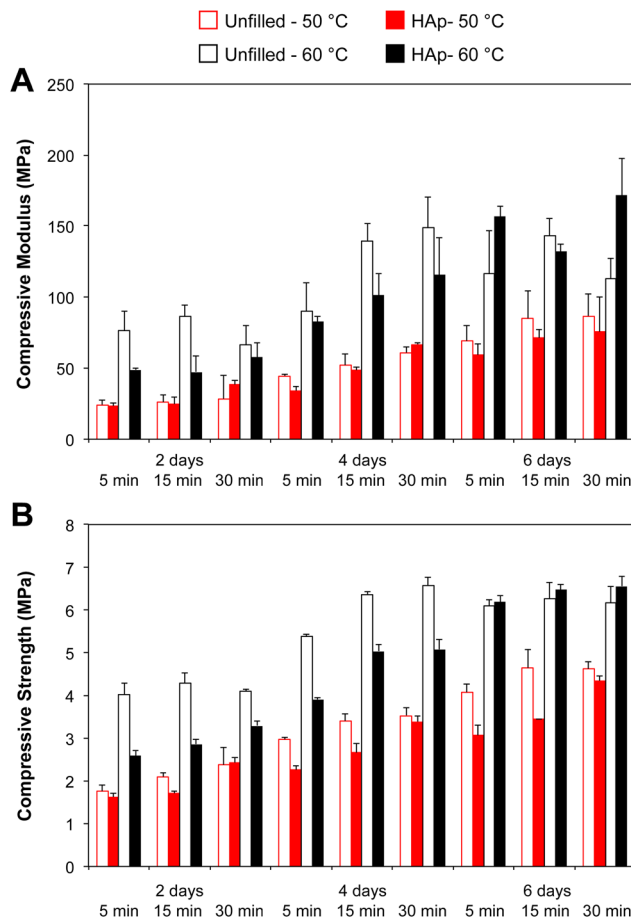 Unfilled - 50 °C HAp- 50 °C
Unfilled - 60 °C HAp- 60 °C
A
Compressive Modulus (MPa)
250
200
150
100
50
0
2 days 4 days 6 days
5 min 15 min 30 min 5 min 15 min 30 min 5 min 15 min 30 min
B
Compressive Strength (MPa)
8
7
6
5
4
3
2
1
0
2 days 4 days 6 days
5 min 15 min 30 min 5 min 15 min 30 min 5 min 15 min 30 min